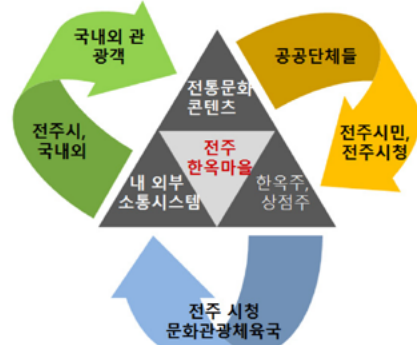 국내외 관
광객
공공단체들
전통문화
콘텐츠
전주시,
국내외
전주시민,
전주시청
전주
한옥마을
내 외부
소통시스템
한옥주,
상점주
전주 시청
문화관광체육국